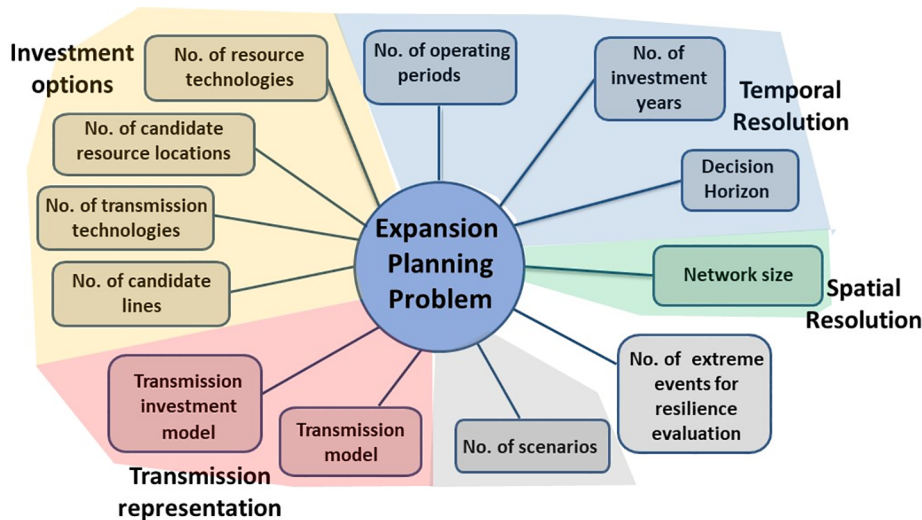 Investment
options
No. of resource
technologies
No. of candidate
resource locations
No. of transmission
technologies
No. of candidate
lines
No. of operating
periods
No. of
investment
years
Temporal
Resolution
Decision
Horizon
Expansion
Planning
Problem
Network size
Spatial
Resolution
No. of extreme
events for
resilience
evaluation
No. of scenarios
Transmission
model
Transmission
investment
model
Transmission
representation